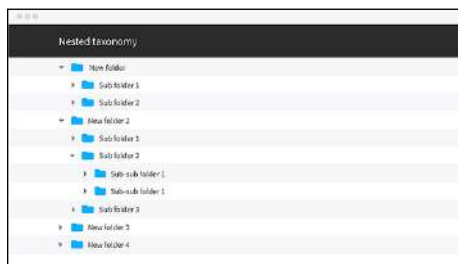 Nested taxonomy
New folder
Sub folder 1
Sub folder 2
New folder 2
Sub folder 1
Sub folder 2
Sub-sub folder 1
Sub-sub folder 1
Sub folder 3
New folder 3
New folder 4